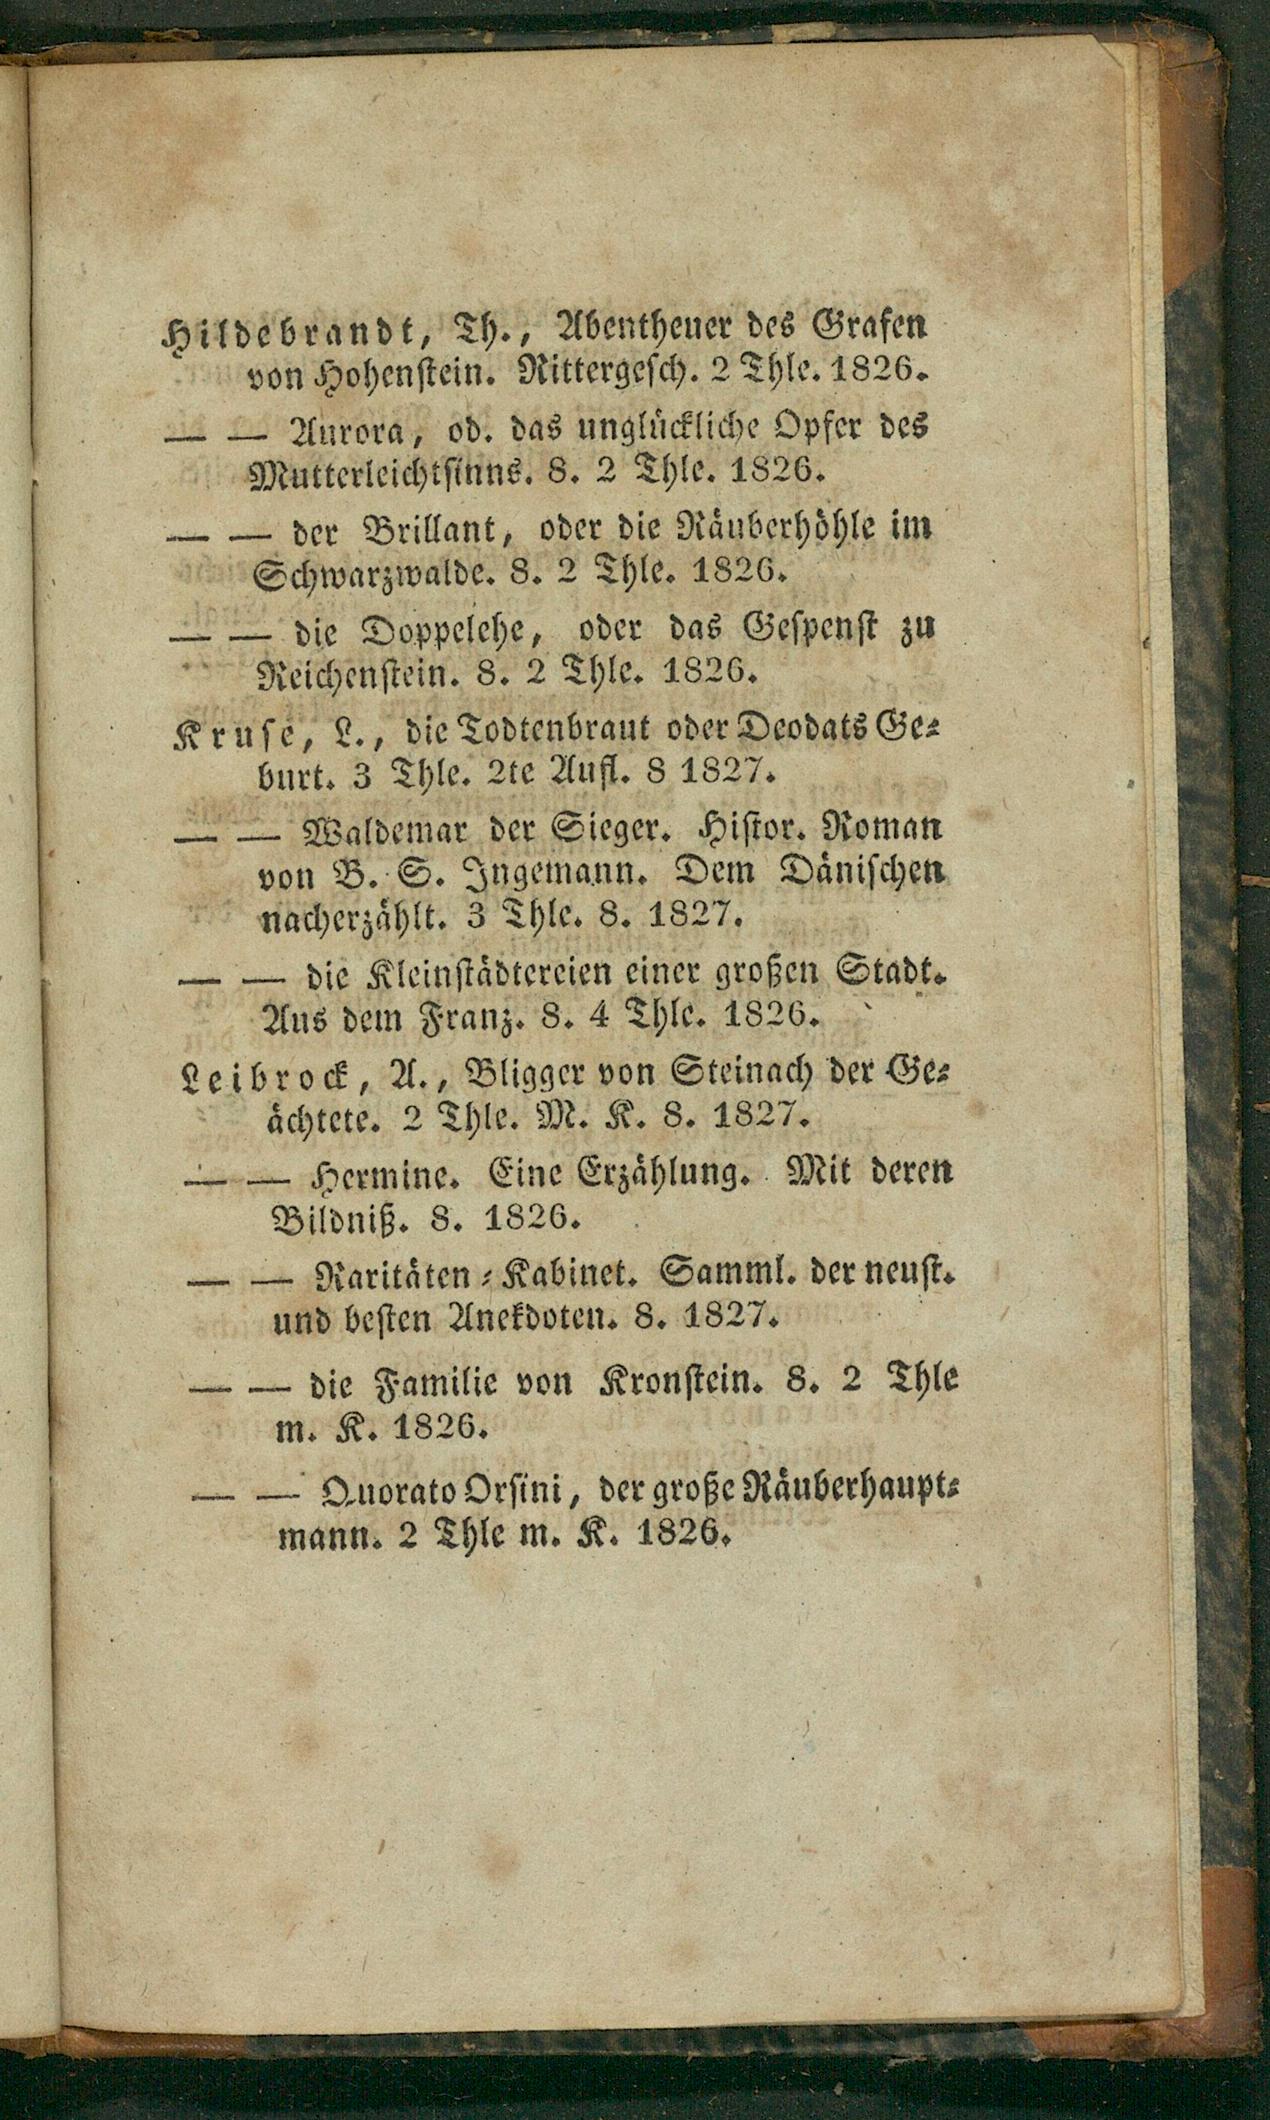 Hildebrandt, Th., Abentheuer des Grafen
von Hohenstein. Rittergesch. 2 Thle. 1826.
— — Aurora, od. das unglückliche Opfer des
Mutterleichtsinns. 8. 2 Thle. 1826.
— — der Brillant, oder die Räuberhöhle im
Schwarzwalde. 8. 2 Thle. 1826.
— — die Doppelehe, oder das Gespenst zu
Reichenstein. 8. 2 Thle. 1826.
Kruse, L., die Todtenbraut oder Deodats Ge-
burt. 3 Thle. 2te Aufl. 8 1827.
— — Waldemar der Sieger. Histor. Roman
von B. S. Ingemann. Dem Dänischen
nacherzählt. 3 Thle. 8. 1827.
— — die Kleinstädtereien einer großen Stadt.
Aus dem Franz. 8. 4 Thle. 1826.
Leibrock, A., Bligger von Steinach der Ge-
ächtete. 2 Thle. M. K. 8. 1827.
— — Hermine. Eine Erzählung. Mit deren
Bildniß. 8. 1826.
— — Raritäten-Kabinet. Samml. der neust.
und besten Anekdoten. 8. 1827.
— — die Familie von Kronstein. 8. 2 Thle
m. K. 1826.
— — Quorato Orsini, der große Räuberhaupt-
mann. 2 Thle m. K. 1826.